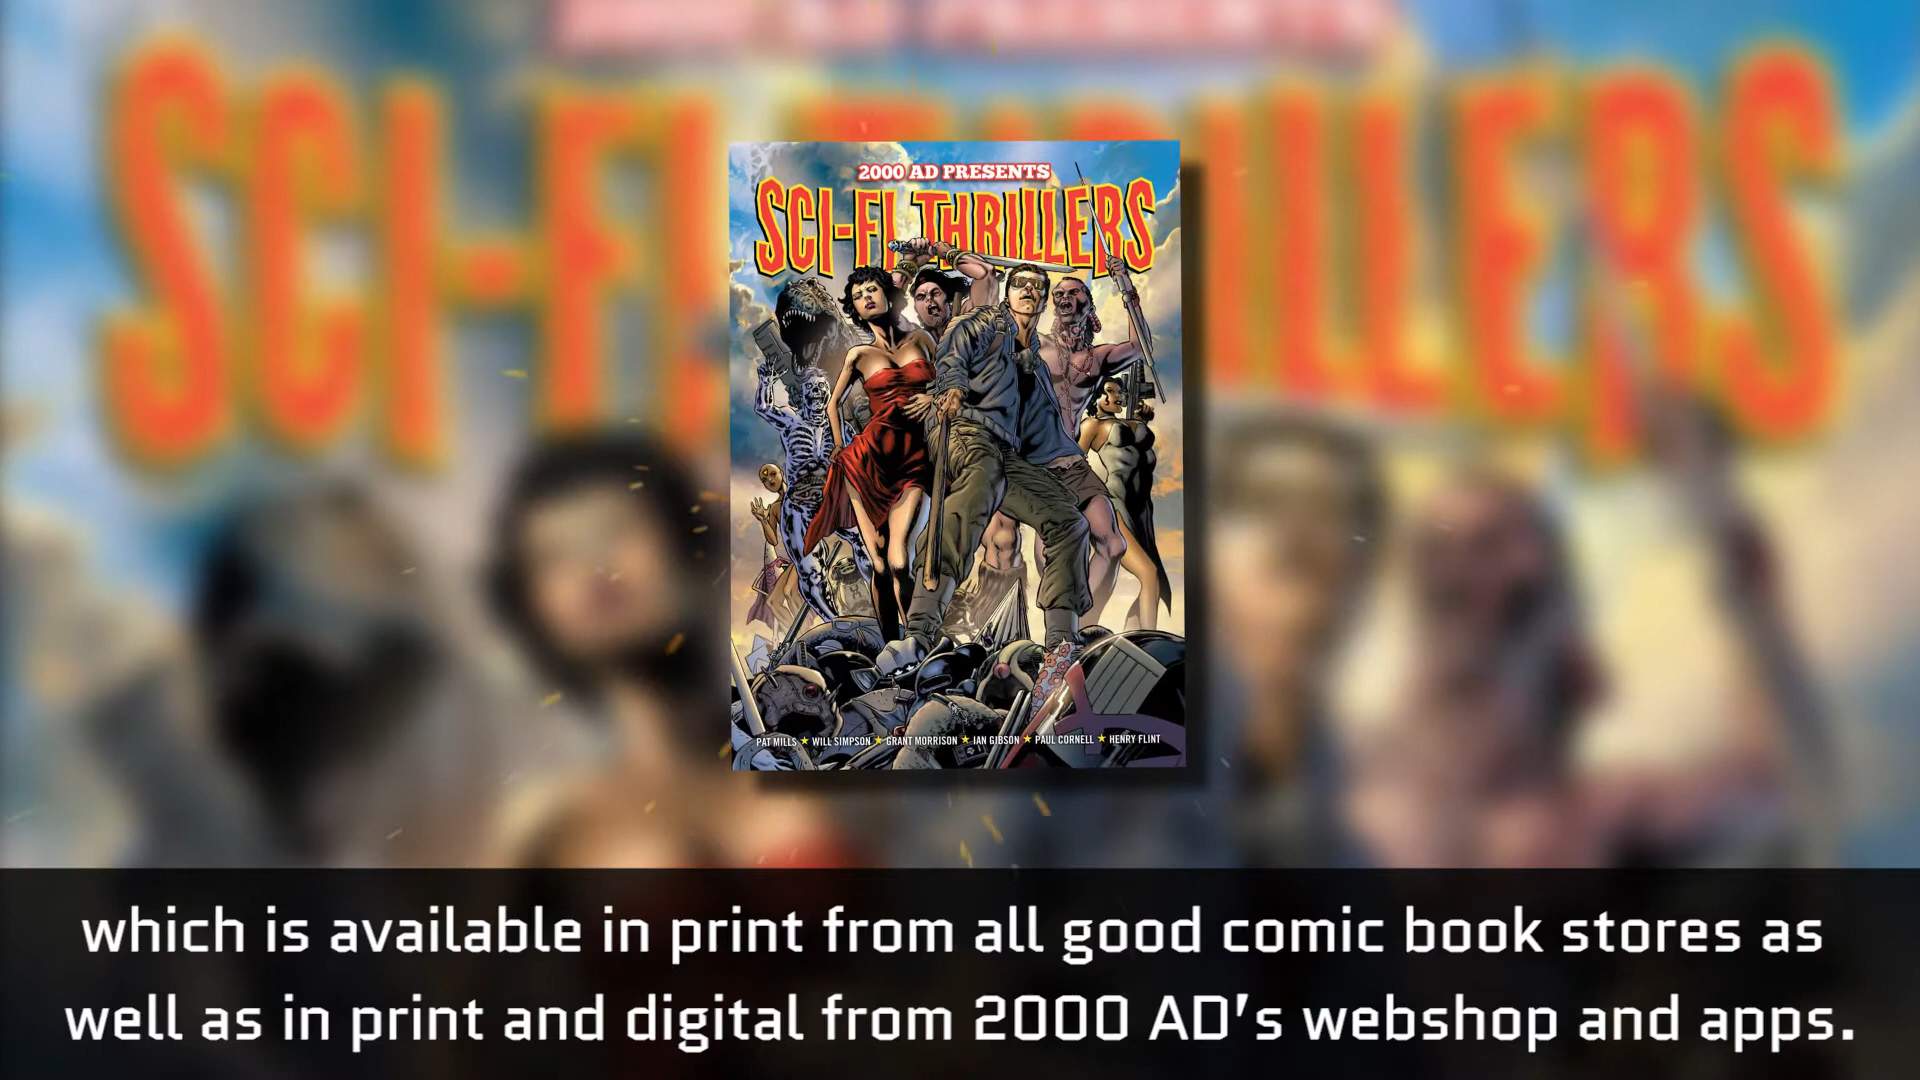 2000 AD PRESENTS
SCI-FI THRILLERS
PAT MILLS ★ WILL SIMPSON ★ GRANT MORRISON ★ IAN GIBSON ★ PAUL CORNELL ★ HENRY FLINT
which is available in print from all good comic book stores as
well as in print and digital from 2000 AD's webshop and apps.